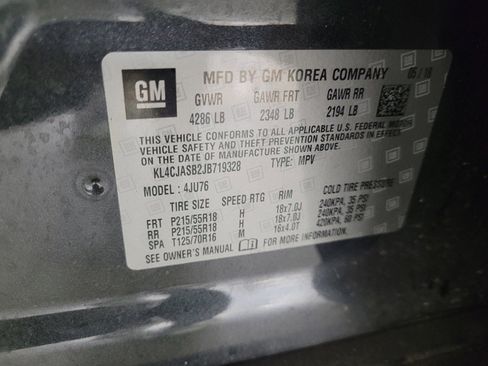 GM
MFD BY GM KOREA COMPANY 05/18
GVWR GAWR FRT GAWR RR
4286 LB 2348 LB 2194 LB
THIS VEHICLE CONFORMS TO ALL APPLICABLE U.S. FEDERAL MOTOR
VEHICLE SAFETY, BUMPER, AND THEFT PREVENTION STANDARDS
IN EFFECT ON THE DATE OF MANUFACTURE SHOWN ABOVE.
KL4CJASB2JB719328 TYPE: MPV
MODEL: 4JU76
TIRE SIZE SPEED RTG RIM COLD TIRE PRESSURE
FRT P215/55R18 H 18x7.0J 240KPA, 35 PSI
RR P215/55R18 H 18x7.0J 240KPA, 35 PSI
SPA T125/70R16 M 16x4.0T 420KPA, 60 PSI
SEE OWNER'S MANUAL FOR MORE INFORMATION.